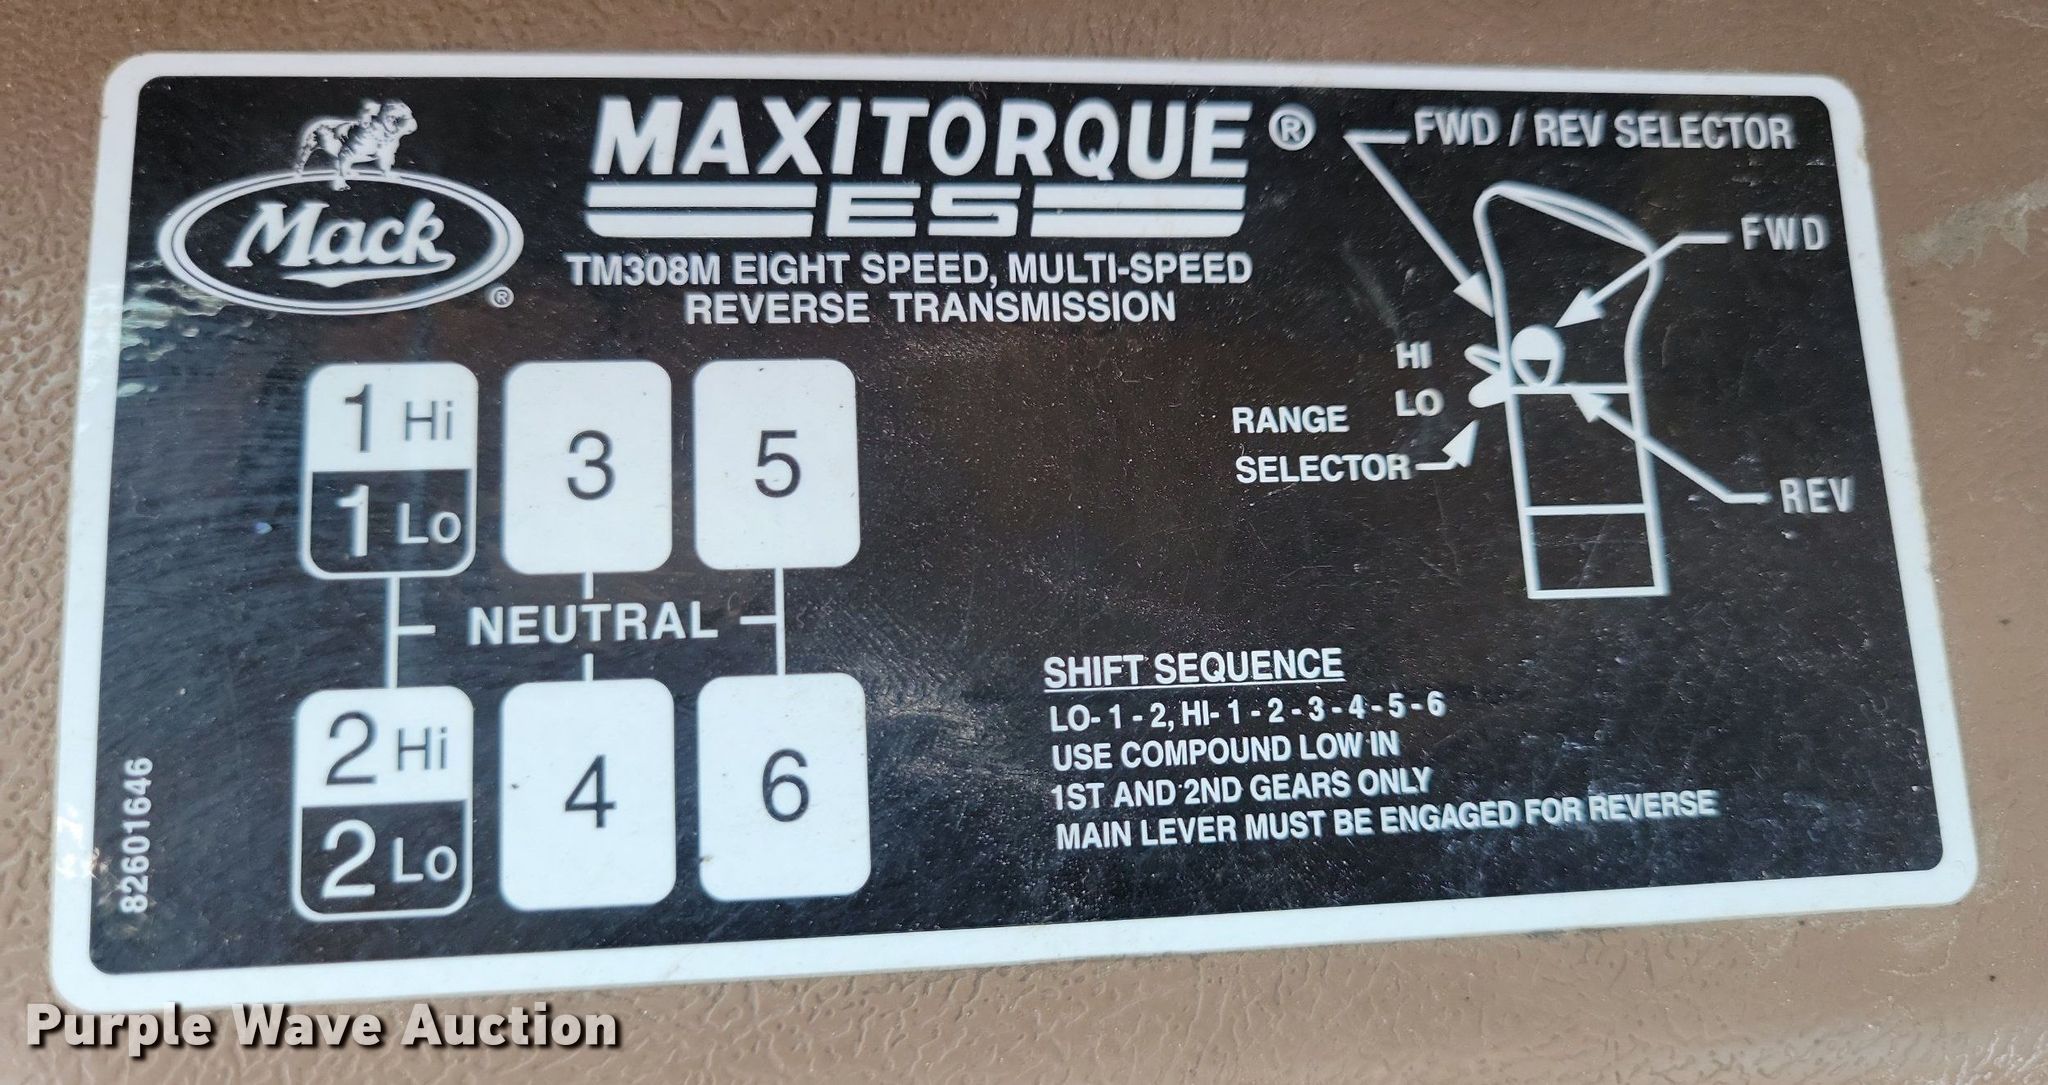 Mack
®
MAXITORQUE®
ES
TM308M EIGHT SPEED, MULTI-SPEED
REVERSE TRANSMISSION
FWD / REV SELECTOR
FWD
HI
LO
RANGE
SELECTOR
REV
1 Hi
1 Lo
3
5
NEUTRAL
2 Hi
2 Lo
4
6
SHIFT SEQUENCE
LO- 1 - 2, HI- 1 - 2 - 3 - 4 - 5 - 6
USE COMPOUND LOW IN
1ST AND 2ND GEARS ONLY
MAIN LEVER MUST BE ENGAGED FOR REVERSE
826001646
Purple Wave Auction